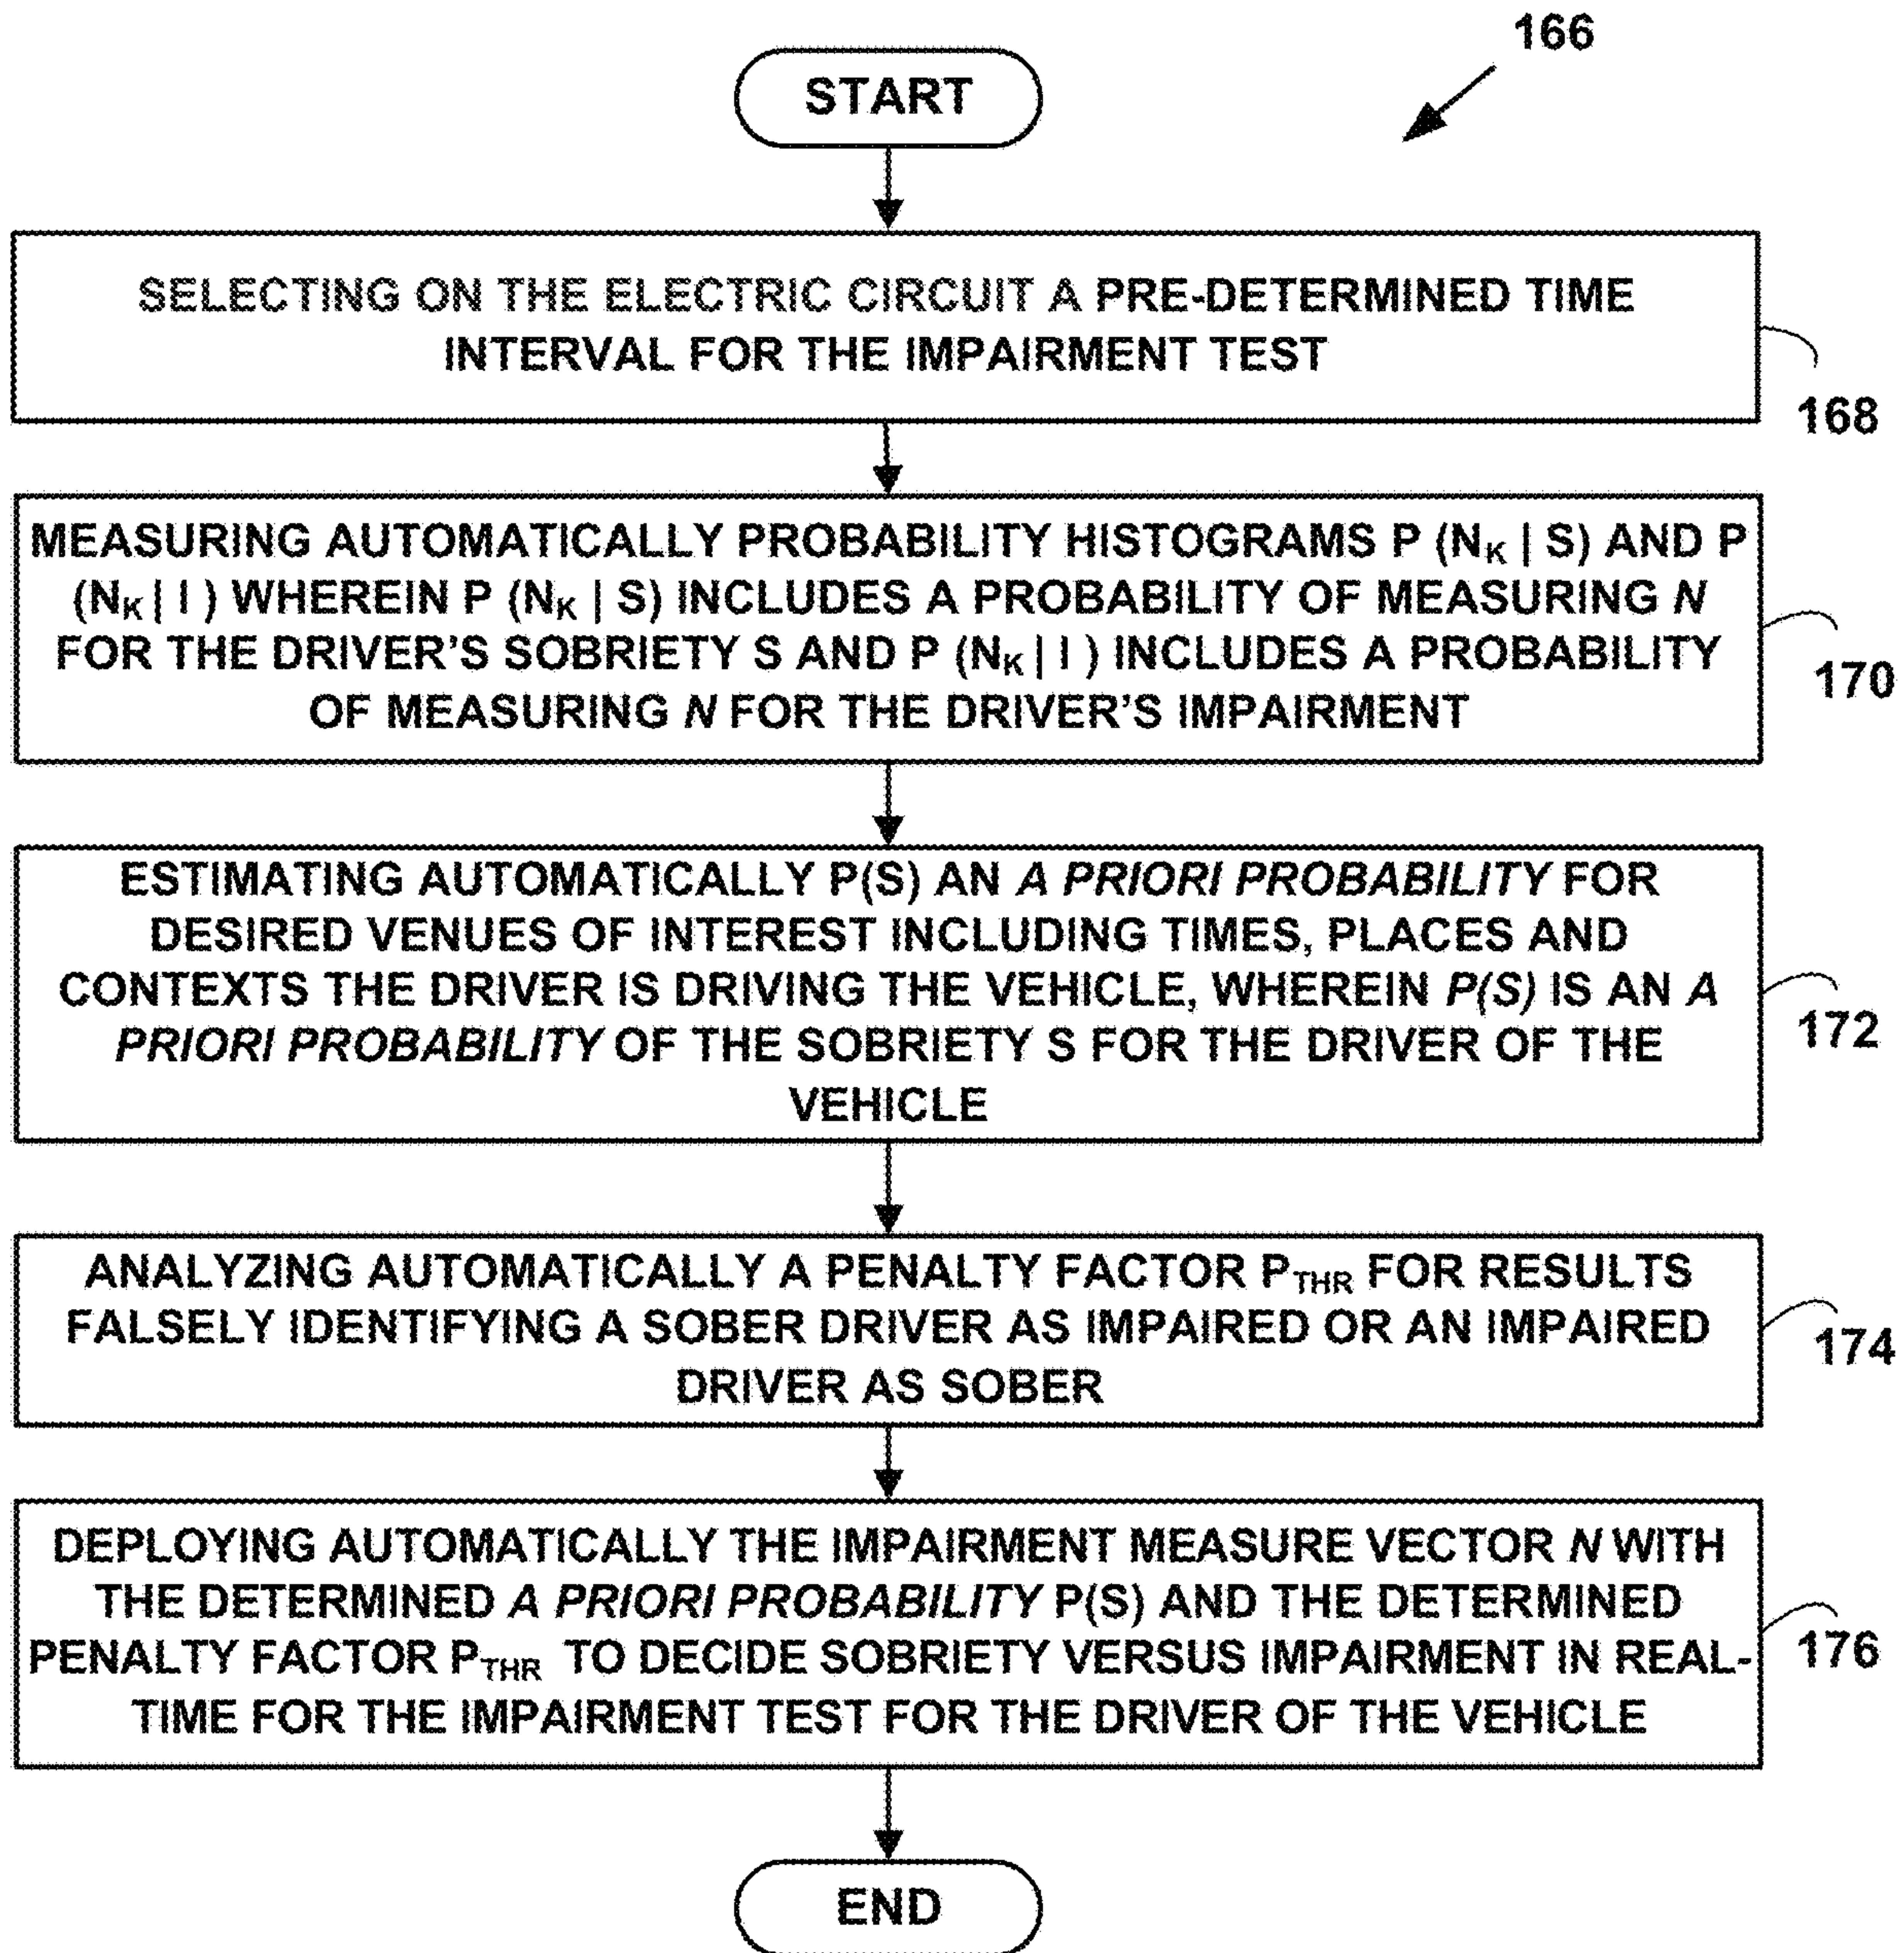 166
START
SELECTING ON THE ELECTRIC CIRCUIT A PRE-DETERMINED TIME
INTERVAL FOR THE IMPAIRMENT TEST
168
MEASURING AUTOMATICALLY PROBABILITY HISTOGRAMS P (N_K | S) AND P
(N_K | I ) WHEREIN P (N_K | S) INCLUDES A PROBABILITY OF MEASURING N
FOR THE DRIVER'S SOBRIETY S AND P (N_K | I ) INCLUDES A PROBABILITY
OF MEASURING N FOR THE DRIVER'S IMPAIRMENT
170
ESTIMATING AUTOMATICALLY P(S) AN A PRIORI PROBABILITY FOR
DESIRED VENUES OF INTEREST INCLUDING TIMES, PLACES AND
CONTEXTS THE DRIVER IS DRIVING THE VEHICLE, WHEREIN P(S) IS AN A
PRIORI PROBABILITY OF THE SOBRIETY S FOR THE DRIVER OF THE
VEHICLE
172
ANALYZING AUTOMATICALLY A PENALTY FACTOR P_THR FOR RESULTS
FALSELY IDENTIFYING A SOBER DRIVER AS IMPAIRED OR AN IMPAIRED
DRIVER AS SOBER
174
DEPLOYING AUTOMATICALLY THE IMPAIRMENT MEASURE VECTOR N WITH
THE DETERMINED A PRIORI PROBABILITY P(S) AND THE DETERMINED
PENALTY FACTOR P_THR TO DECIDE SOBRIETY VERSUS IMPAIRMENT IN REAL-
TIME FOR THE IMPAIRMENT TEST FOR THE DRIVER OF THE VEHICLE
176
END